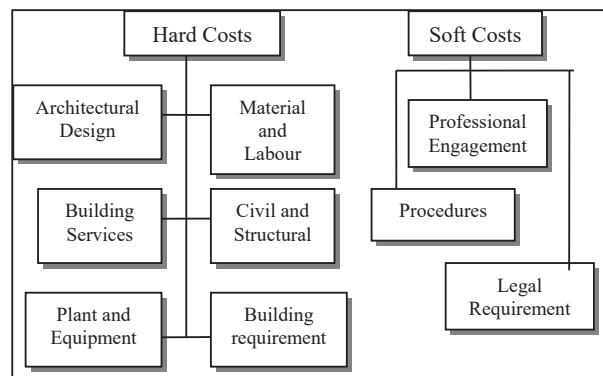 Hard Costs
Soft Costs
Architectural
Design
Material
and
Labour
Professional
Engagement
Building
Services
Civil and
Structural
Procedures
Plant and
Equipment
Building
requirement
Legal
Requirement